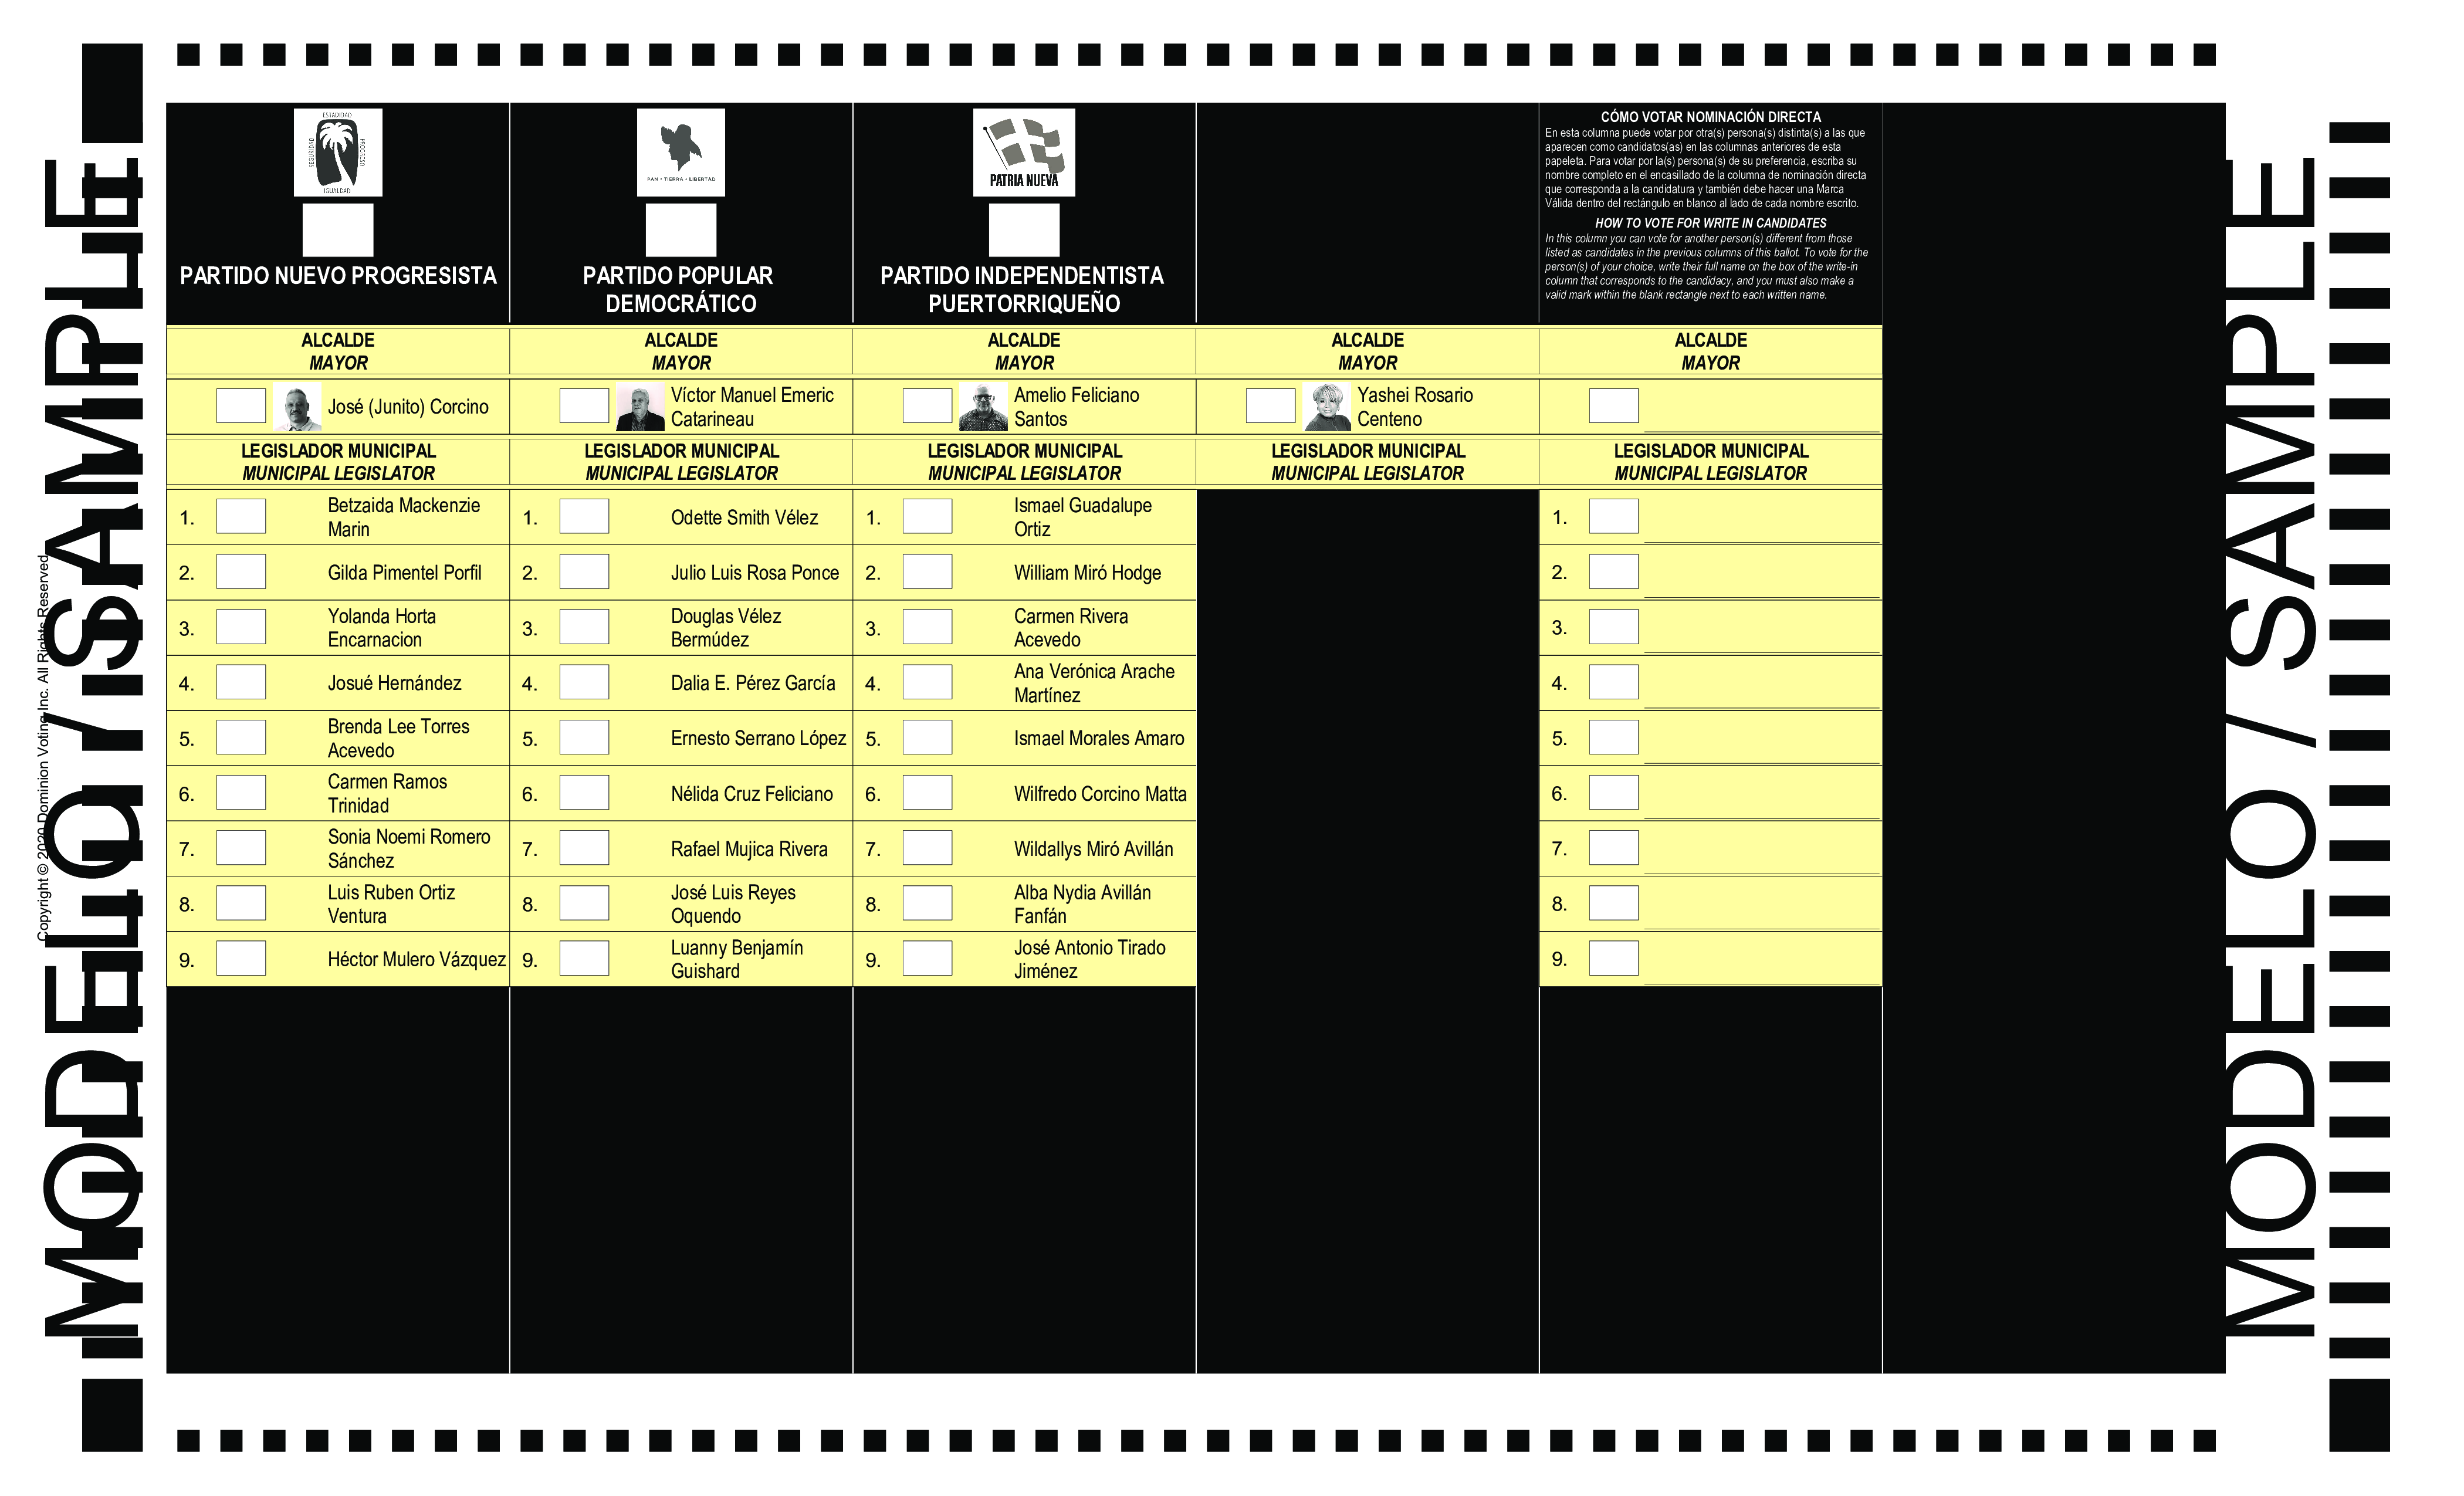 ESTADIDAD
SEGURIDAD
PROGRESO
IGUALDAD
PARTIDO NUEVO PROGRESISTA
PAN • TIERRA • LIBERTAD
PARTIDO POPULAR
DEMOCRÁTICO
PATRIA NUEVA
PARTIDO INDEPENDENTISTA
PUERTORRIQUEÑO
CÓMO VOTAR NOMINACIÓN DIRECTA
En esta columna puede votar por otra(s) persona(s) distinta(s) a las que
aparecen como candidatos(as) en las columnas anteriores de esta
papeleta. Para votar por la(s) persona(s) de su preferencia, escriba su
nombre completo en el encasillado de la columna de nominación directa
que corresponda a la candidatura y también debe hacer una Marca
Válida dentro del rectángulo en blanco al lado de cada nombre escrito.
HOW TO VOTE FOR WRITE IN CANDIDATES
In this column you can vote for another person(s) different from those
listed as candidates in the previous columns of this ballot. To vote for the
person(s) of your choice, write their full name on the box of the write-in
column that corresponds to the candidacy, and you must also make a
valid mark within the blank rectangle next to each written name.
ALCALDE
MAYOR
José (Junito) Corcino
LEGISLADOR MUNICIPAL
MUNICIPAL LEGISLATOR
1. Betzaida Mackenzie
Marin
2. Gilda Pimentel Porfil
3. Yolanda Horta
Encarnacion
4. Josué Hernández
5. Brenda Lee Torres
Acevedo
6. Carmen Ramos
Trinidad
7. Sonia Noemi Romero
Sánchez
8. Luis Ruben Ortiz
Ventura
9. Héctor Mulero Vázquez
ALCALDE
MAYOR
Víctor Manuel Emeric
Catarineau
LEGISLADOR MUNICIPAL
MUNICIPAL LEGISLATOR
1. Odette Smith Vélez
2. Julio Luis Rosa Ponce
3. Douglas Vélez
Bermúdez
4. Dalia E. Pérez García
5. Ernesto Serrano López
6. Nélida Cruz Feliciano
7. Rafael Mujica Rivera
8. José Luis Reyes
Oquendo
9. Luanny Benjamín
Guishard
ALCALDE
MAYOR
Amelio Feliciano
Santos
LEGISLADOR MUNICIPAL
MUNICIPAL LEGISLATOR
1. Ismael Guadalupe
Ortiz
2. William Miró Hodge
3. Carmen Rivera
Acevedo
4. Ana Verónica Arache
Martínez
5. Ismael Morales Amaro
6. Wilfredo Corcino Matta
7. Wildallys Miró Avillán
8. Alba Nydia Avillán
Fanfán
9. José Antonio Tirado
Jiménez
ALCALDE
MAYOR
Yashei Rosario
Centeno
LEGISLADOR MUNICIPAL
MUNICIPAL LEGISLATOR
ALCALDE
MAYOR
LEGISLADOR MUNICIPAL
MUNICIPAL LEGISLATOR
1.
2.
3.
4.
5.
6.
7.
8.
9.
MODELO / SAMPLE
Copyright © 2020 Dominion Voting Inc. All Rights Reserved
MODELO / SAMPLE